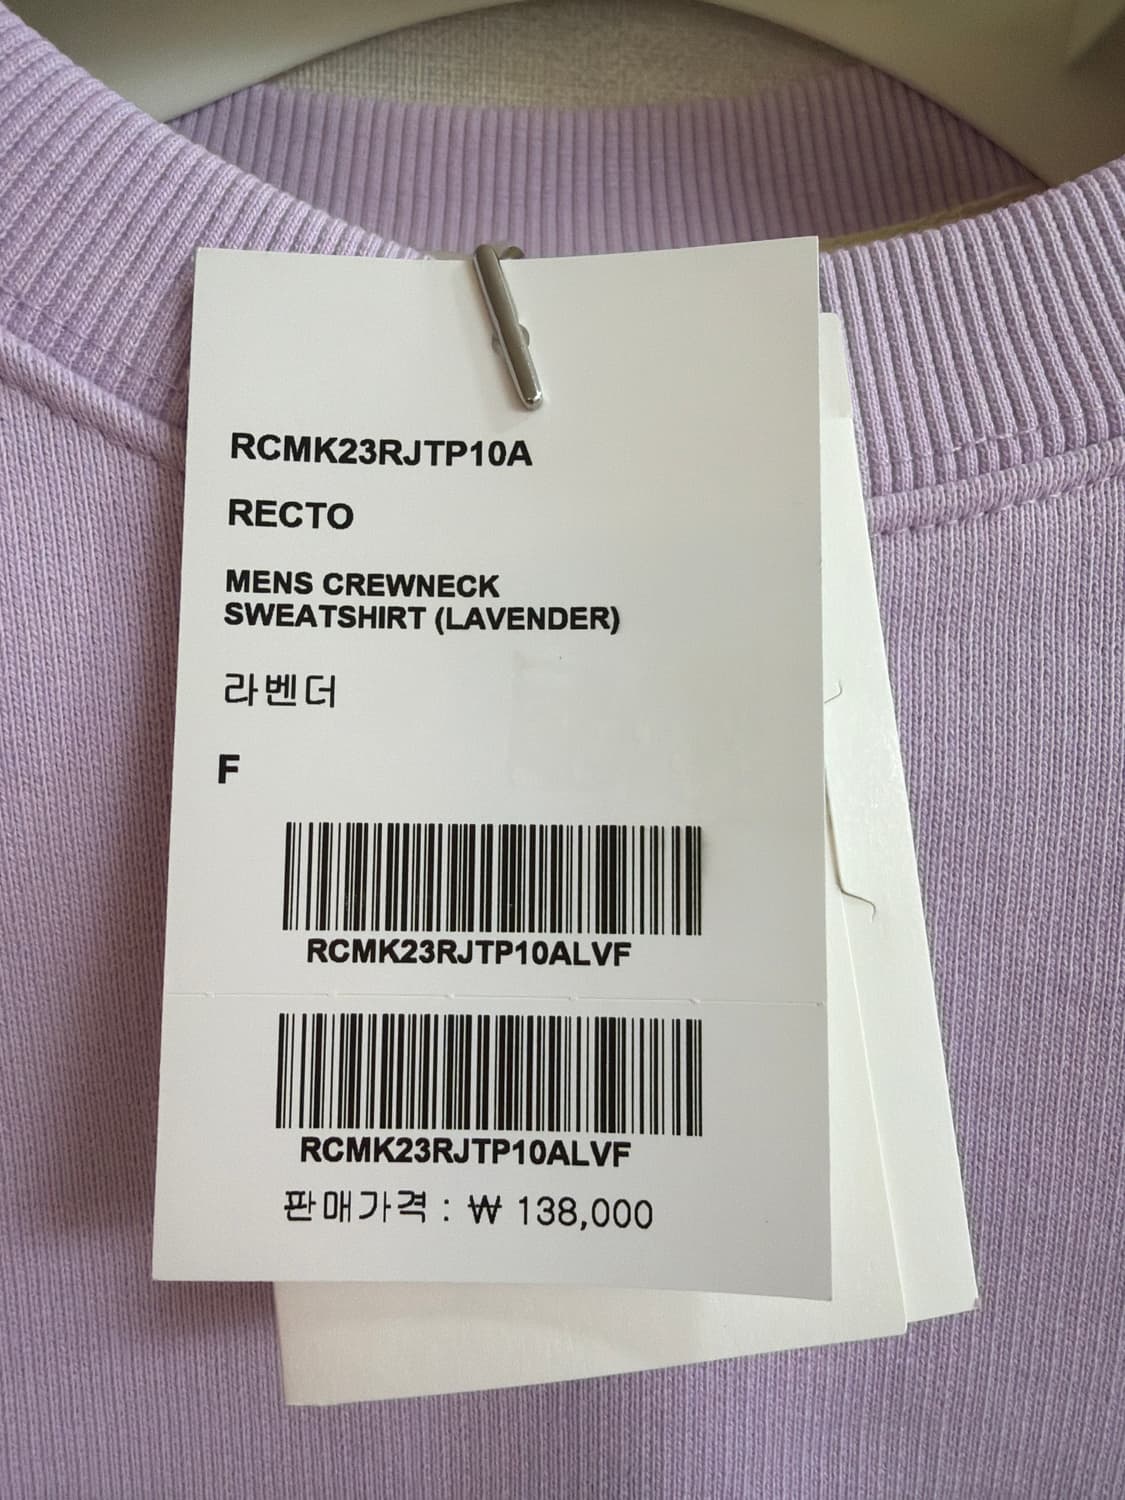 RCMK23RJTP10A
RECTO
MENS CREWNECK
SWEATSHIRT (LAVENDER)
라벤더
F
RCMK23RJTP10ALVF
RCMK23RJTP10ALVF
판매가격 : ₩ 138,000